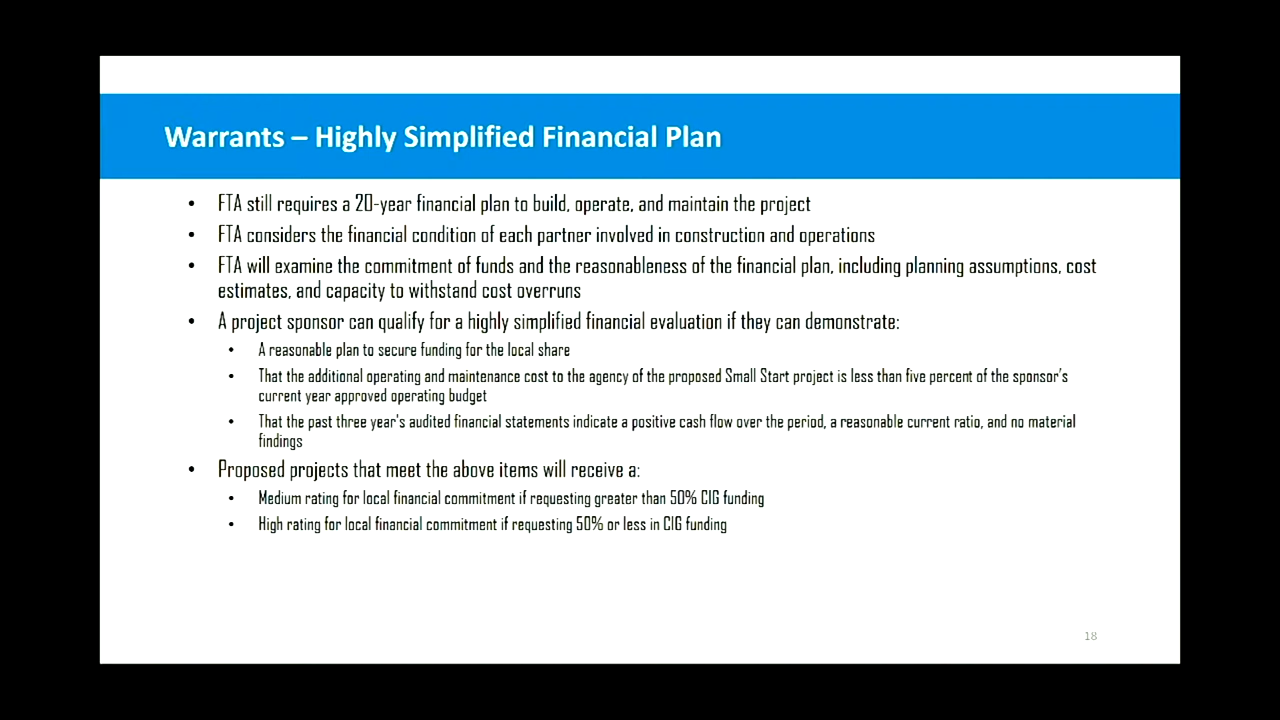 Warrants – Highly Simplified Financial Plan
• FTA still requires a 20-year financial plan to build, operate, and maintain the project
• FTA considers the financial condition of each partner involved in construction and operations
• FTA will examine the commitment of funds and the reasonableness of the financial plan, including planning assumptions, cost
estimates, and capacity to withstand cost overruns
• A project sponsor can qualify for a highly simplified financial evaluation if they can demonstrate:
• A reasonable plan to secure funding for the local share
• That the additional operating and maintenance cost to the agency of the proposed Small Start project is less than five percent of the sponsor’s
current year approved operating budget
• That the past three year's audited financial statements indicate a positive cash flow over the period, a reasonable current ratio, and no material
findings
• Proposed projects that meet the above items will receive a:
• Medium rating for local financial commitment if requesting greater than 50% CIG funding
• High rating for local financial commitment if requesting 50% or less in CIG funding
18